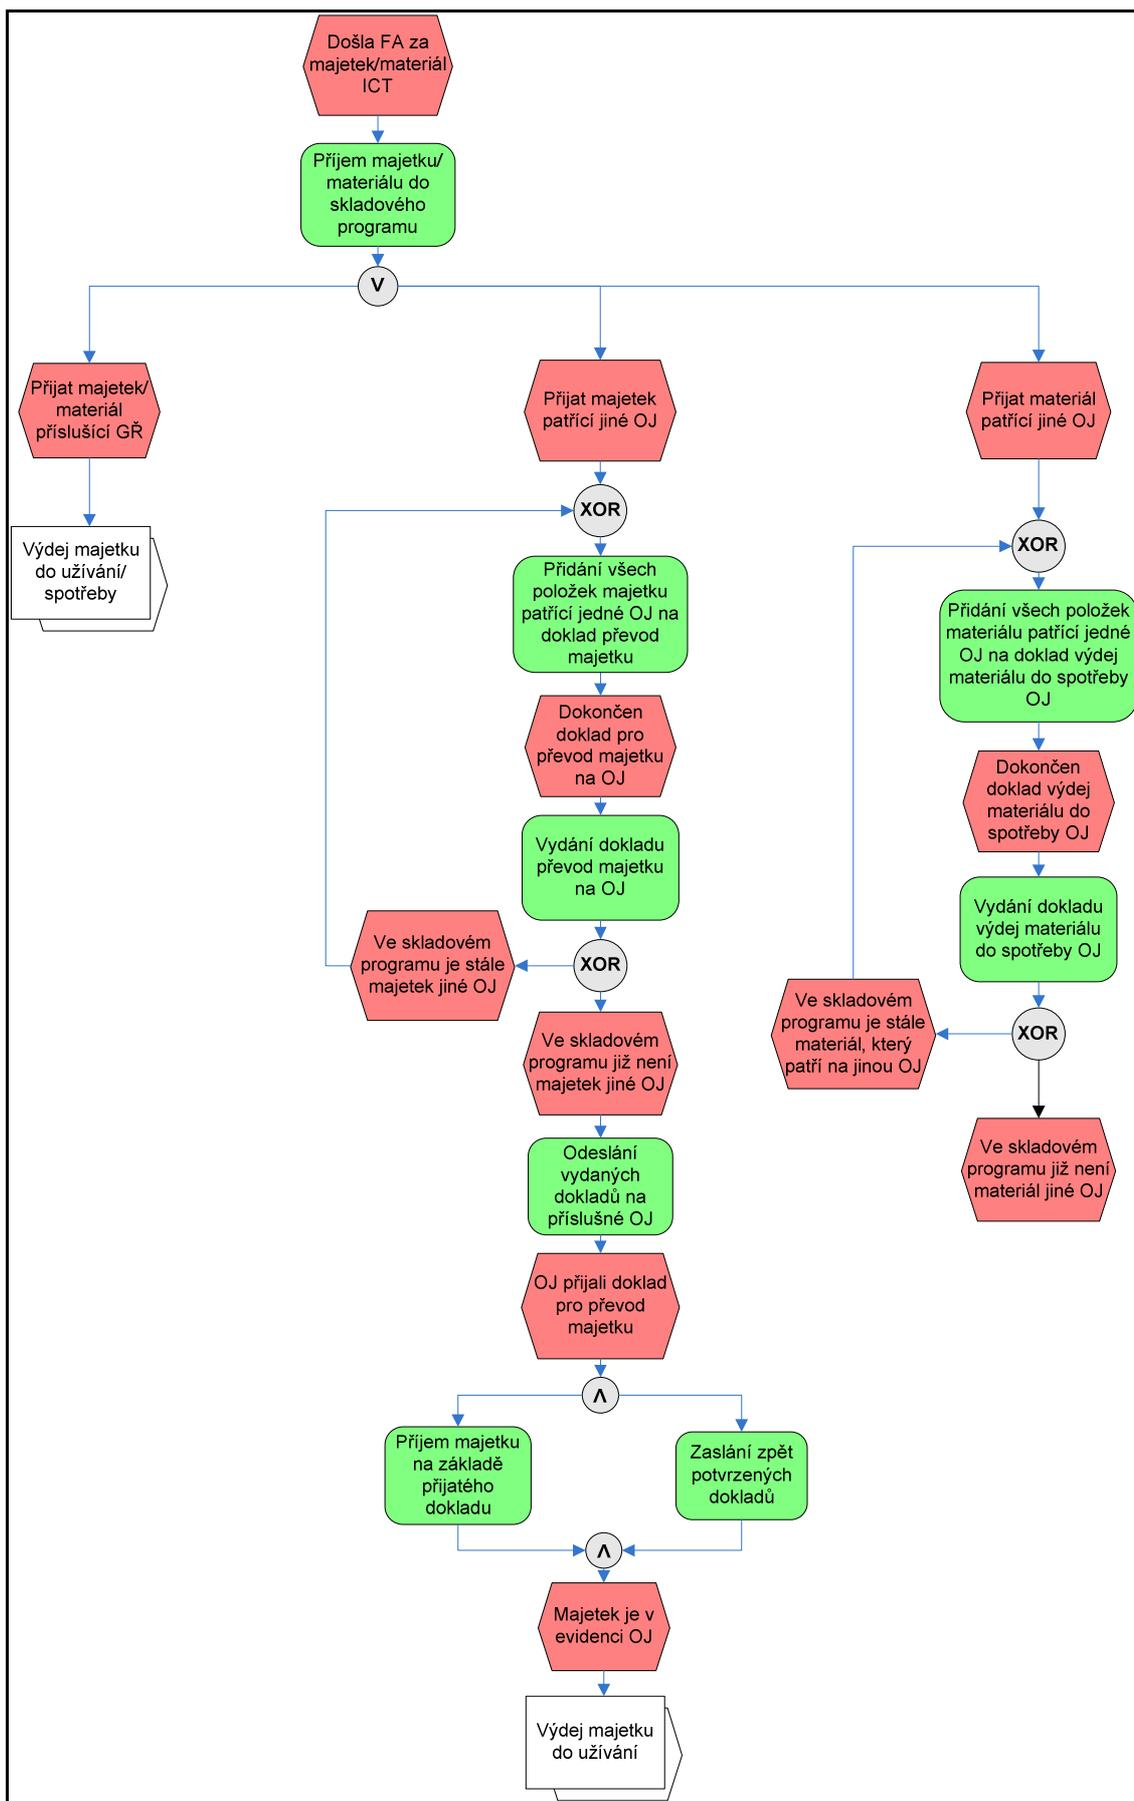 Došla FA za
majetek/materiál
ICT
Příjem majetku/
materiálu do
skladového
programu
V
Přijat majetek/
materiál
příslušící GŘ
Výdej majetku
do užívání/
spotřeby
Přijat majetek
patřící jiné OJ
XOR
Přidání všech
položek majetku
patřící jedné OJ na
doklad převod
majetku
Dokončen
doklad pro
převod majetku
na OJ
Vydání dokladu
převod majetku
na OJ
XOR
Ve skladovém
programu je stále
majetek jiné OJ
Ve skladovém
programu již není
majetek jiné OJ
Odeslání
vydaných
dokladů na
příslušné OJ
OJ přijali doklad
pro převod
majetku
Λ
Příjem majetku
na základě
přijatého
dokladu
Zaslání zpět
potvrzených
dokladů
Λ
Majetek je v
evidenci OJ
Výdej majetku
do užívání
Přijat materiál
patřící jiné OJ
XOR
Přidání všech položek
materiálu patřící jedné
OJ na doklad výdej
materiálu do spotřeby
OJ
Dokončen
doklad výdej
materiálu do
spotřeby OJ
Vydání dokladu
výdej materiálu
do spotřeby OJ
XOR
Ve skladovém
programu je stále
materiál, který
patří na jinou OJ
Ve skladovém
programu již není
materiál jiné OJ